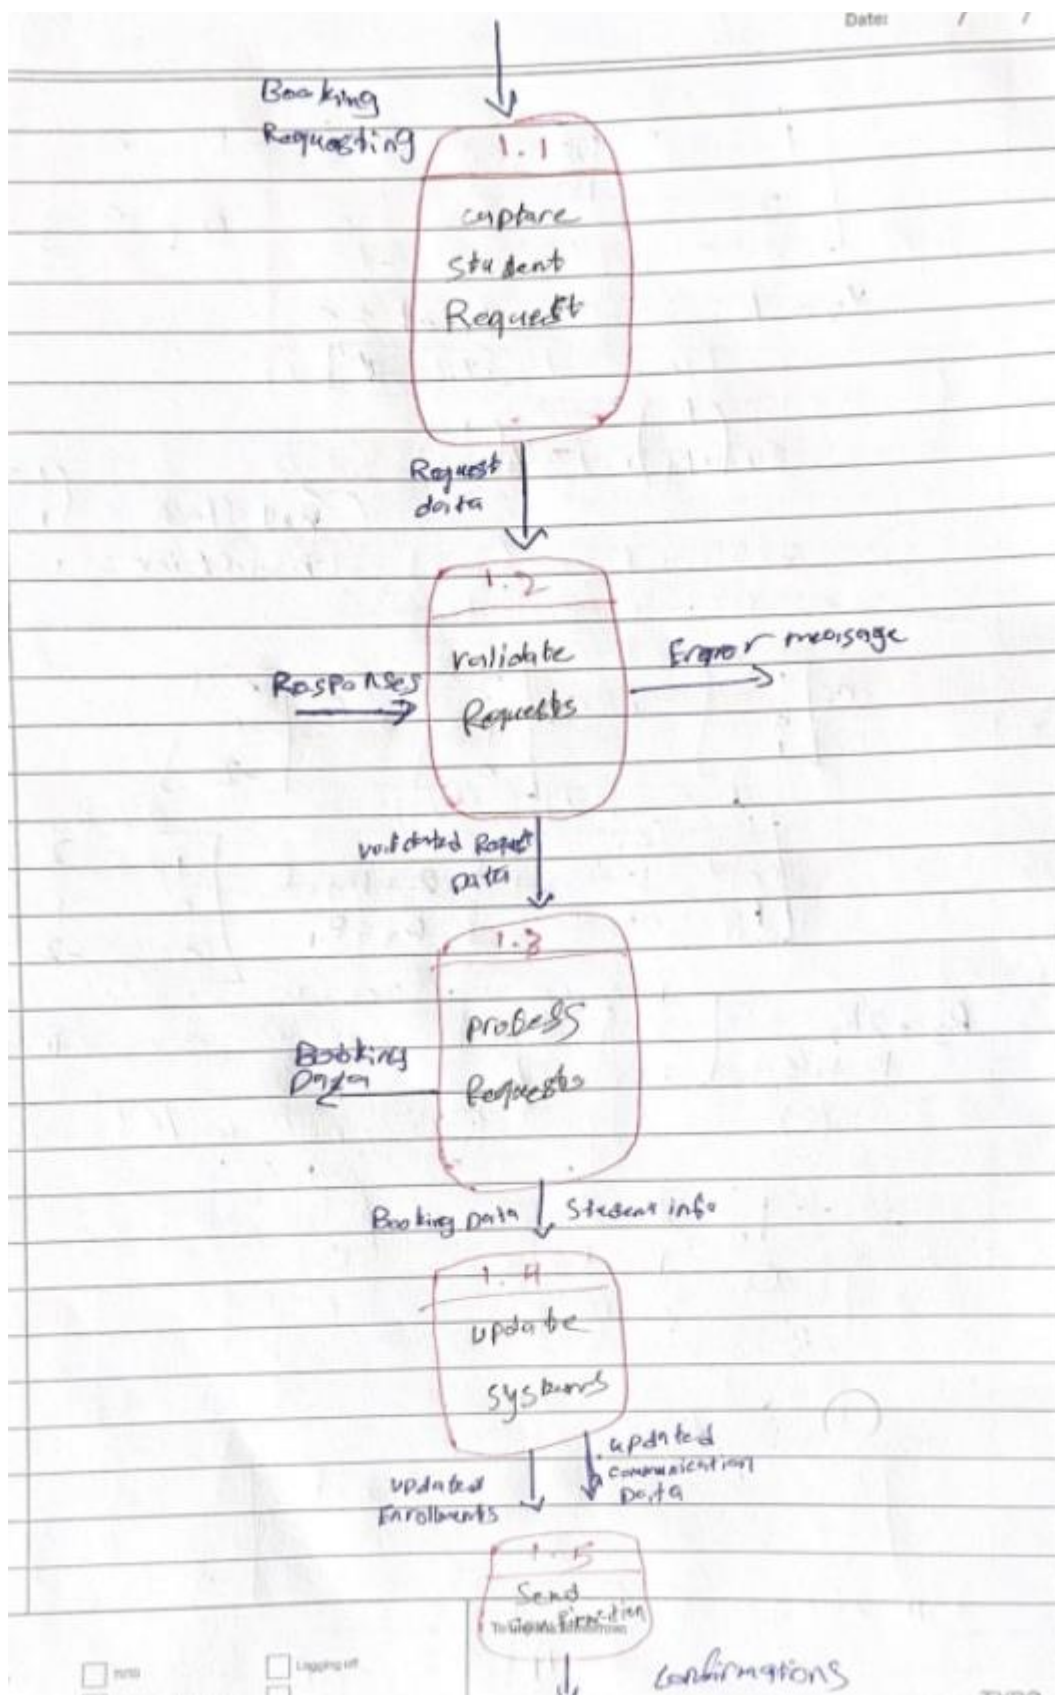 Date: / /
Booking
Requesting
1.1
capture
student
Request
Request
data
1.2
validate
Requests
Responses
Error message
validated Request
Data
1.3
process
Requests
Booking
Data
Booking Data
Student info
1.4
update
systems
updated
Enrollments
updated
communication
Data
1.5
Send
Confirmation
Confirmations
Logging off